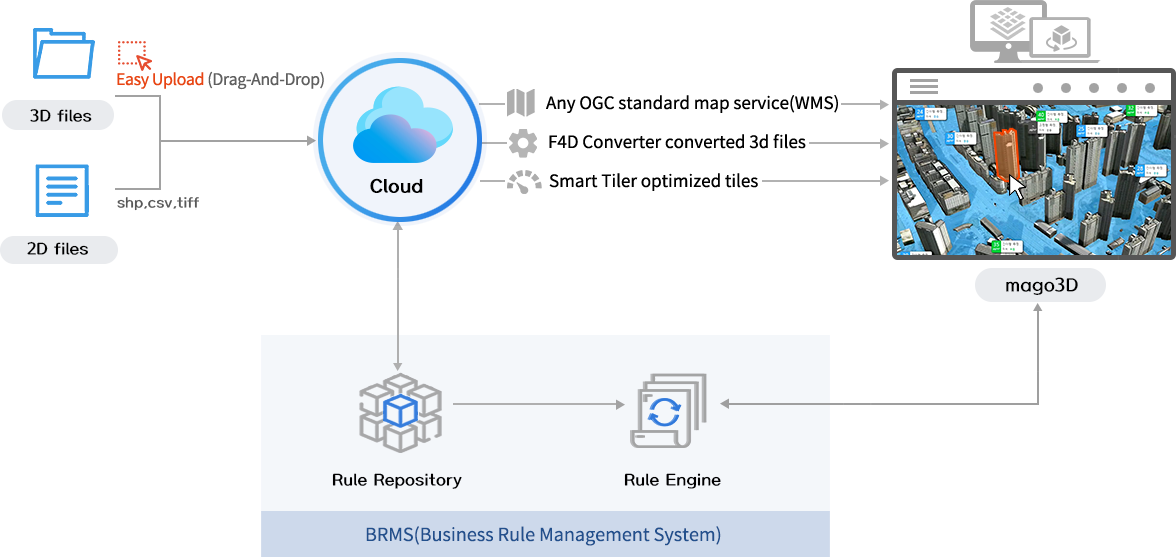 Easy Upload (Drag-And-Drop)
3D files
shp,csv,tiff
2D files
Cloud
Any OGC standard map service(WMS)
F4D Converter converted 3d files
Smart Tiler optimized tiles
mago3D
Rule Repository
Rule Engine
BRMS(Business Rule Management System)